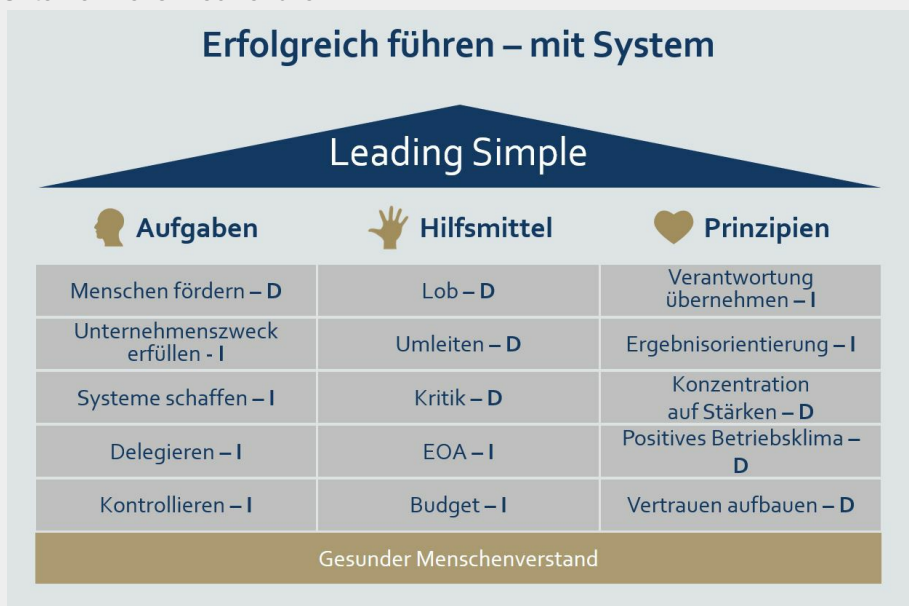 Erfolgreich führen – mit System
Leading Simple
Aufgaben
Hilfsmittel
Prinzipien
Menschen fördern – D
Lob – D
Verantwortung
übernehmen – I
Unternehmenszweck
erfüllen - I
Umleiten – D
Ergebnisorientierung – I
Systeme schaffen – I
Kritik – D
Konzentration
auf Stärken – D
Delegieren – I
EOA – I
Positives Betriebsklima –
D
Kontrollieren – I
Budget – I
Vertrauen aufbauen – D
Gesunder Menschenverstand